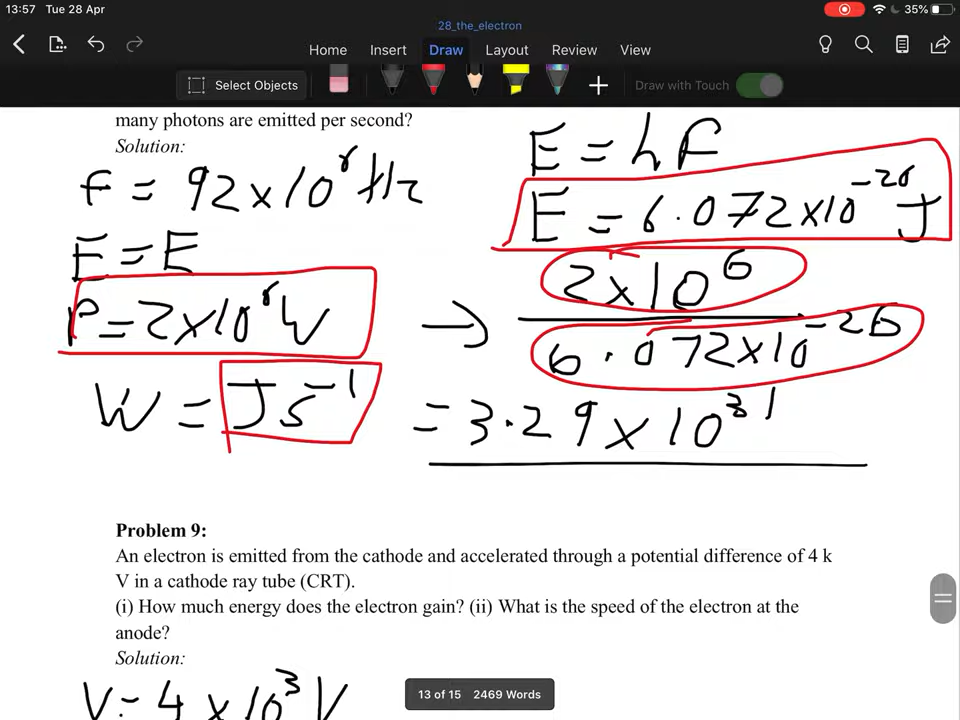 13:57 Tue 28 Apr
35%
28_the_electron
Home Insert Draw Layout Review View
Select Objects
Draw with Touch
many photons are emitted per second?
Solution:
F = 92 × 10⁶ Hz
E = E
P = 2 × 10⁶ W
W = J s⁻¹
E = hF
E = 6.072 × 10⁻²⁶ J
→ 2 × 10⁶
6.072 × 10⁻²⁶
= 3.29 × 10³¹
Problem 9:
An electron is emitted from the cathode and accelerated through a potential difference of 4 k
V in a cathode ray tube (CRT).
(i) How much energy does the electron gain? (ii) What is the speed of the electron at the
anode?
Solution:
V = 4 × 10³ V
13 of 15 2469 Words